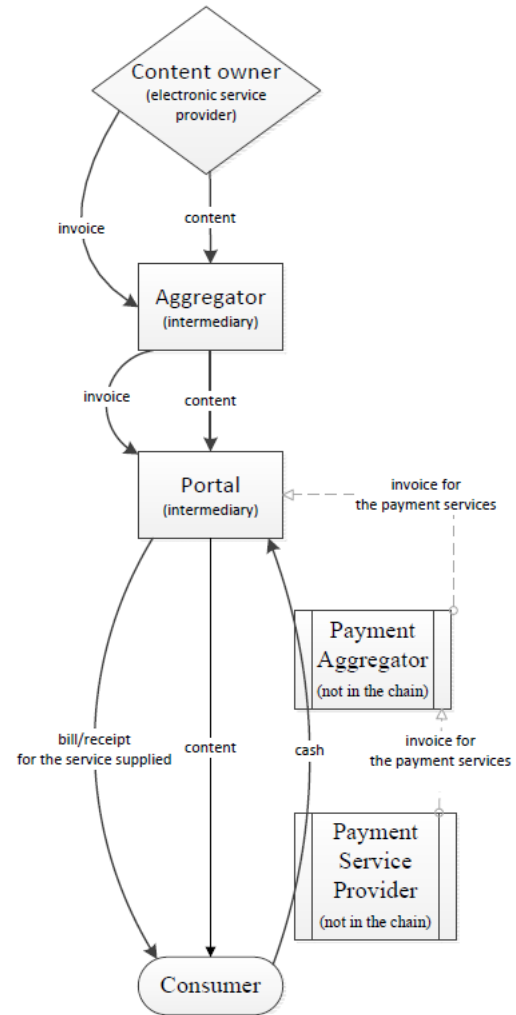 Content owner
(electronic service
provider)
invoice
content
Aggregator
(intermediary)
invoice
content
Portal
(intermediary)
invoice for
the payment services
Payment
Aggregator
(not in the chain)
bill/receipt
for the service supplied
content
cash
invoice for
the payment services
Payment
Service
Provider
(not in the chain)
Consumer